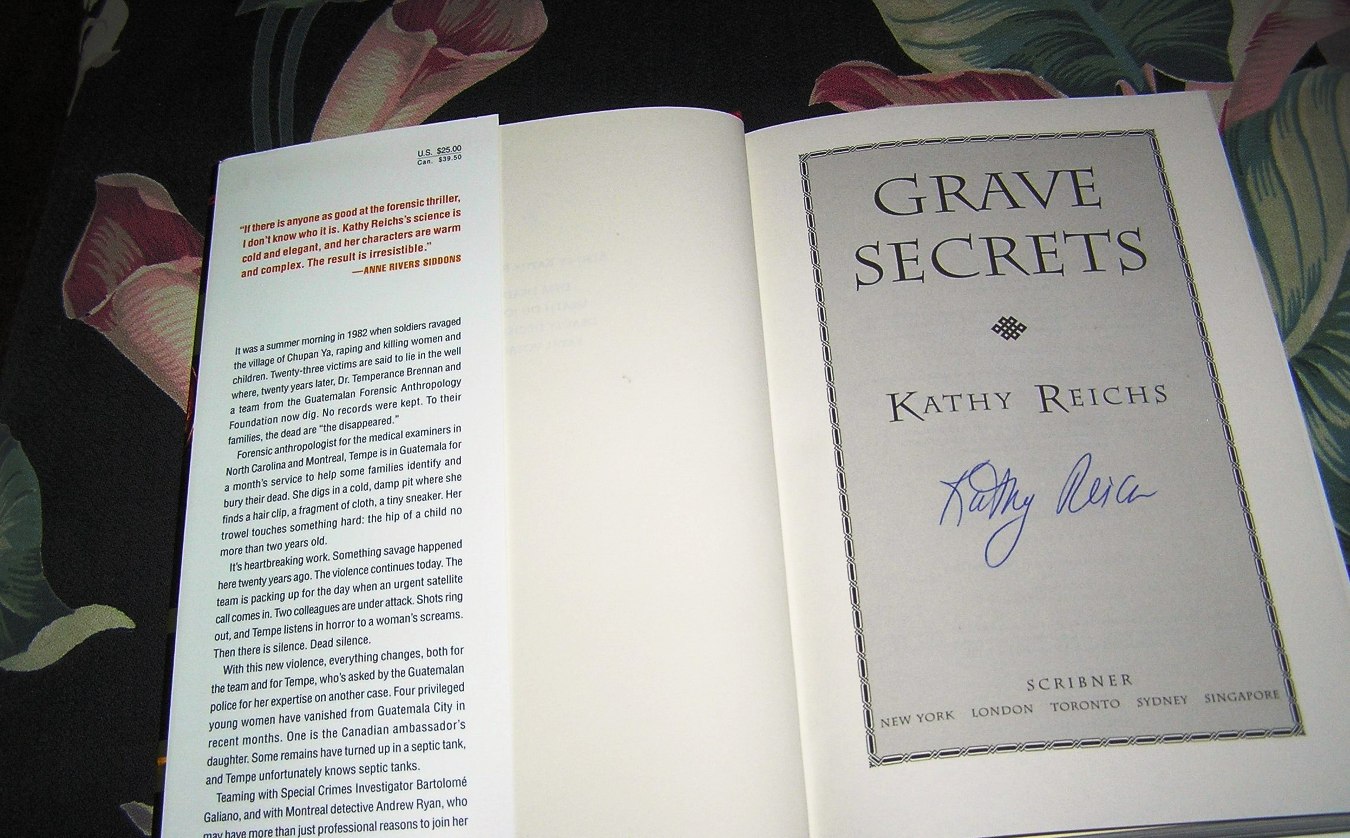 U.S. $25.00
Can. $39.50
"If there is anyone as good at the forensic thriller,
I don't know who it is. Kathy Reichs's science is
cold and elegant, and her characters are warm
and complex. The result is irresistible."
—ANNE RIVERS SIDDONS
It was a summer morning in 1982 when soldiers ravaged
the village of Chupan Ya, raping and killing women and
children. Twenty-three victims are said to lie in the well
where, twenty years later, Dr. Temperance Brennan and
a team from the Guatemalan Forensic Anthropology
Foundation now dig. No records were kept. To their
families, the dead are "the disappeared."
Forensic anthropologist for the medical examiners in
North Carolina and Montreal, Tempe is in Guatemala for
a month's service to help some families identify and
bury their dead. She digs in a cold, damp pit where she
finds a hair clip, a fragment of cloth, a tiny sneaker. Her
trowel touches something hard: the hip of a child no
more than two years old.
It's heartbreaking work. Something savage happened
here twenty years ago. The violence continues today. The
team is packing up for the day when an urgent satellite
call comes in. Two colleagues are under attack. Shots ring
out, and Tempe listens in horror to a woman's screams.
Then there is silence. Dead silence.
With this new violence, everything changes, both for
the team and for Tempe, who's asked by the Guatemalan
police for her expertise on another case. Four privileged
young women have vanished from Guatemala City in
recent months. One is the Canadian ambassador's
daughter. Some remains have turned up in a septic tank,
and Tempe unfortunately knows septic tanks.
Teaming with Special Crimes Investigator Bartolomé
Galiano, and with Montreal detective Andrew Ryan, who
may have more than just professional reasons to join her
GRAVE
SECRETS
KATHY REICHS
Kathy Reichs
SCRIBNER
NEW YORK LONDON TORONTO SYDNEY SINGAPORE